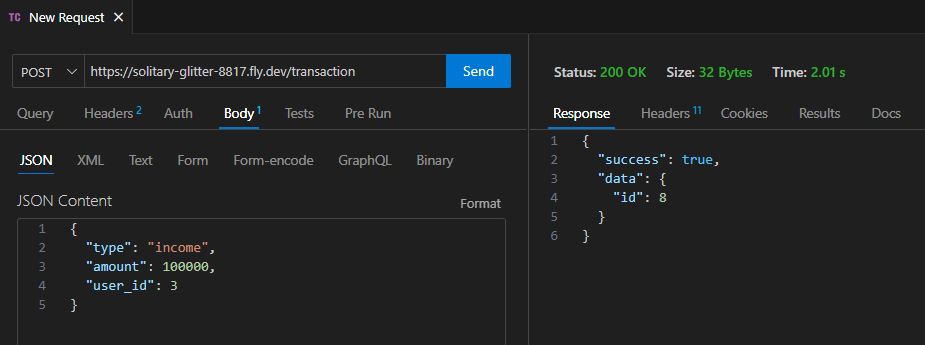 TC New Request ×
POST https://solitary-glitter-8817.fly.dev/transaction Send
Query Headers 2 Auth Body 1 Tests Pre Run
JSON XML Text Form Form-encode GraphQL Binary
JSON Content Format
1 {
2 "type": "income",
3 "amount": 100000,
4 "user_id": 3
5 }
Status: 200 OK Size: 32 Bytes Time: 2.01 s
Response Headers 11 Cookies Results Docs
1 {
2 "success": true,
3 "data": {
4 "id": 8
5 }
6 }